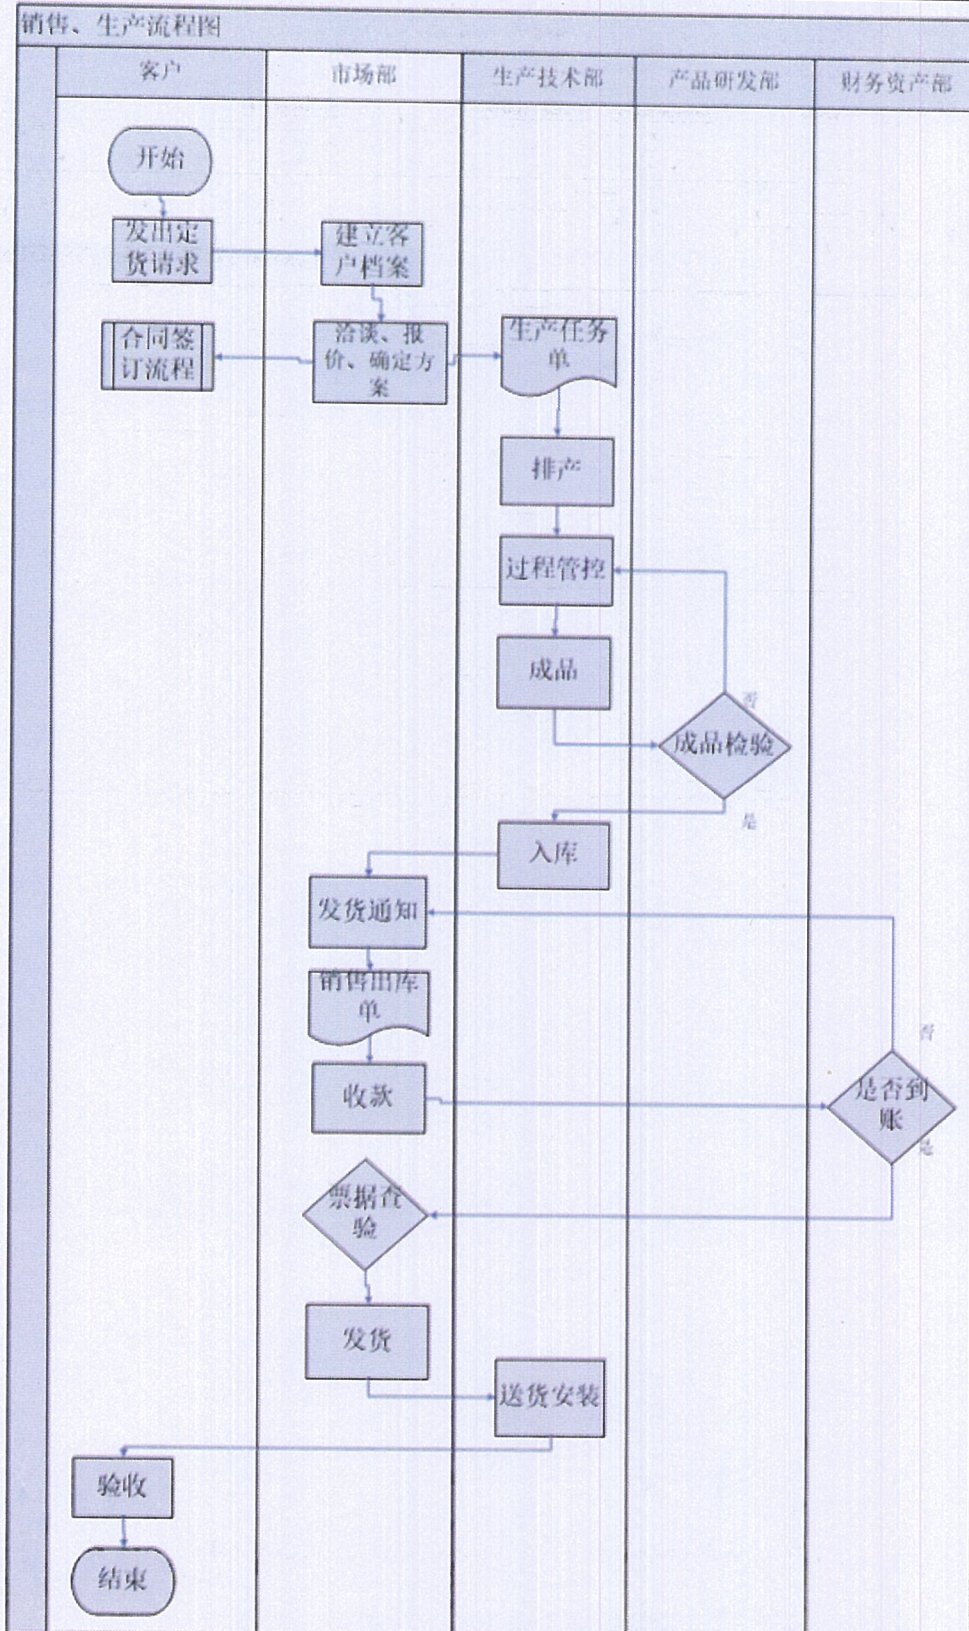 销售、生产流程图
客户
市场部
生产技术部
产品研发部
财务资产部
开始
发出定
货请求
建立客
户档案
合同签
订流程
洽谈、报
价、确定方
案
生产任务
单
排产
过程管控
成品
否
成品检验
是
入库
发货通知
销售出库
单
收款
否
是否到
账
是
票据查
验
发货
送货安装
验收
结束